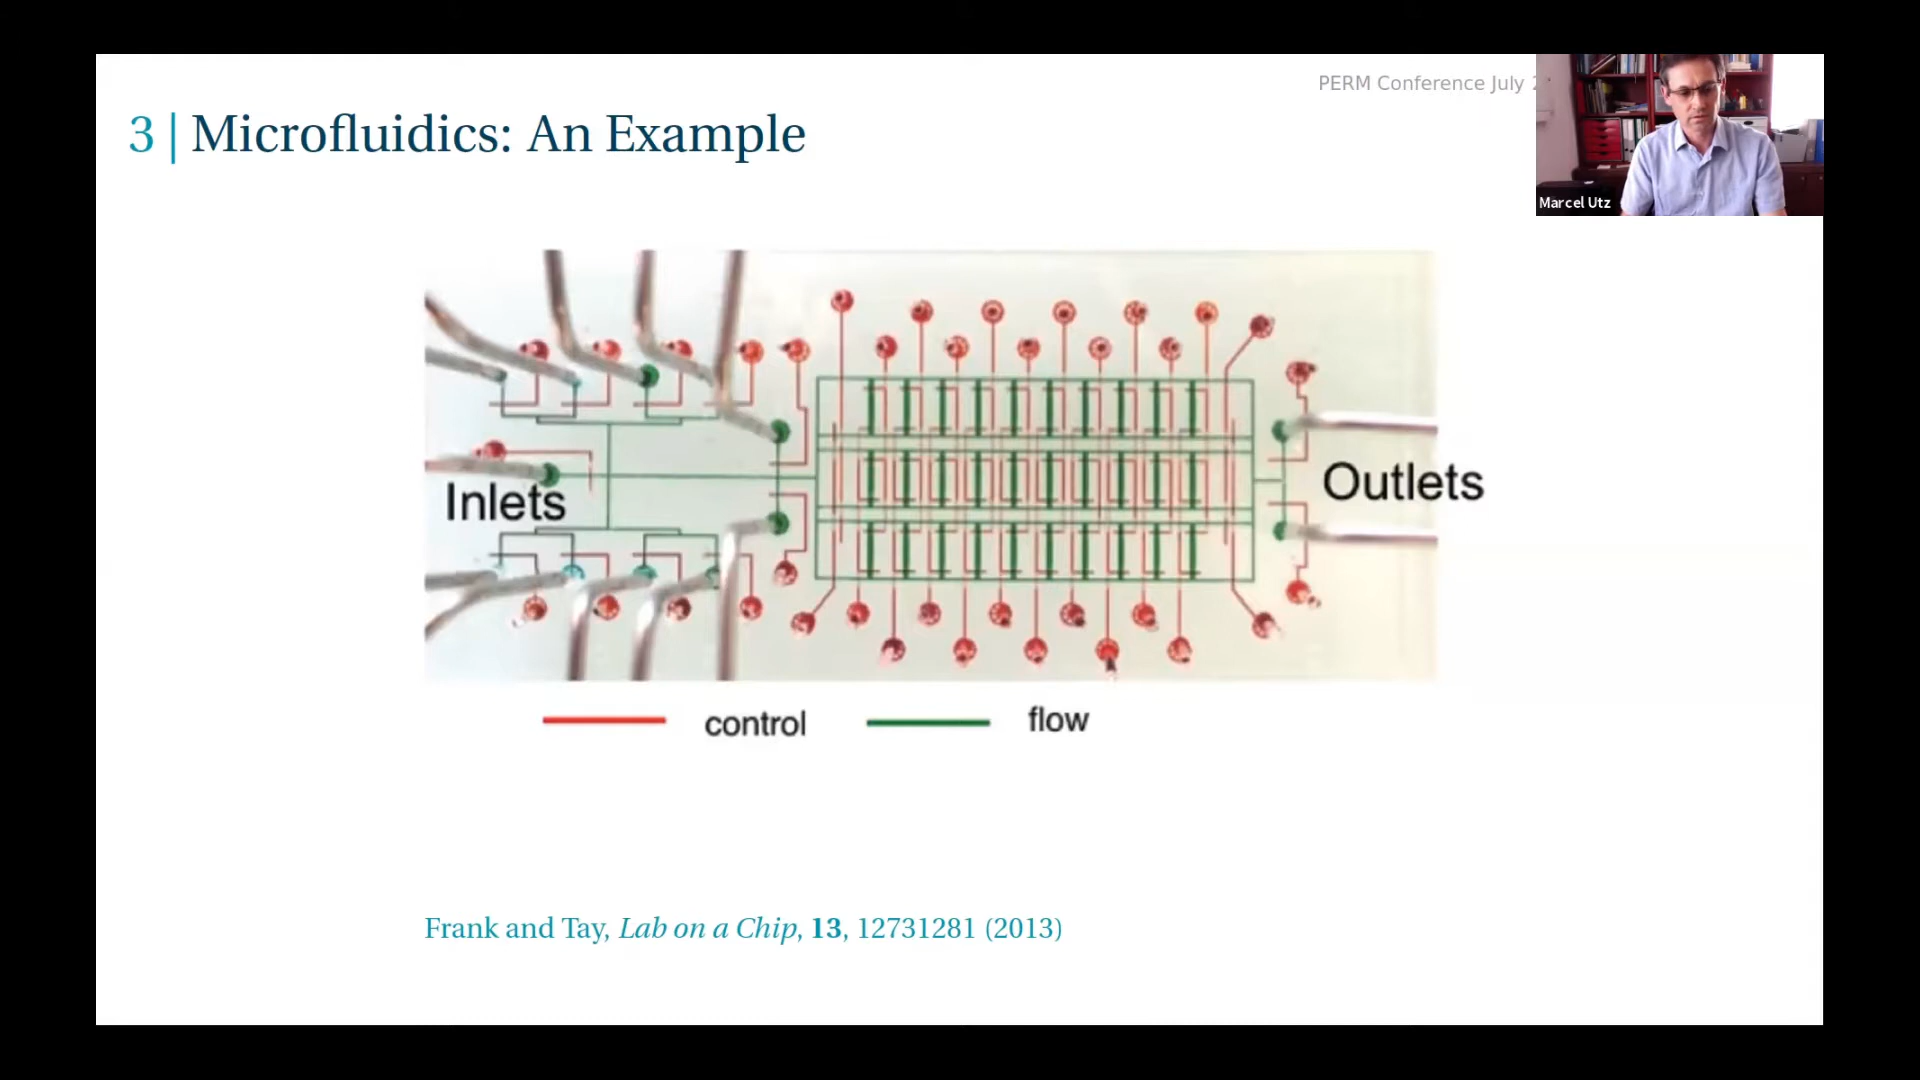 PERM Conference July
3 | Microfluidics: An Example
Marcel Utz
Inlets
Outlets
control
flow
Frank and Tay, Lab on a Chip, 13, 12731281 (2013)